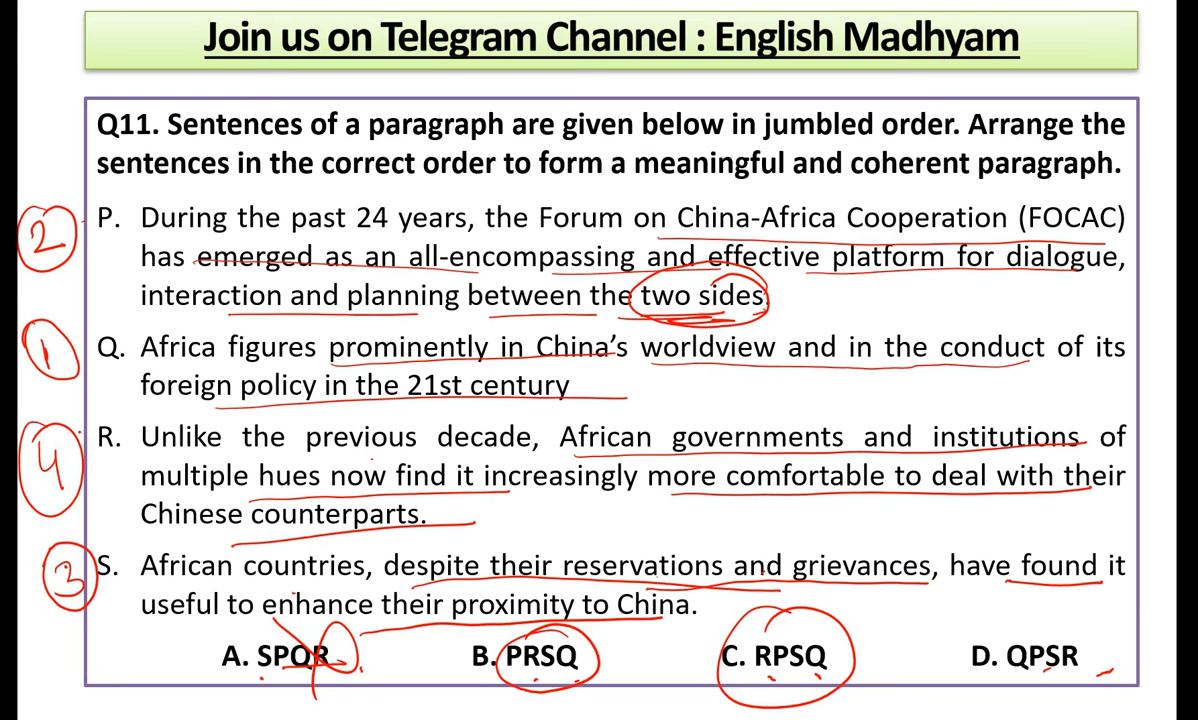 Join us on Telegram Channel : English Madhyam
Q11. Sentences of a paragraph are given below in jumbled order. Arrange the
sentences in the correct order to form a meaningful and coherent paragraph.
2
P. During the past 24 years, the Forum on China-Africa Cooperation (FOCAC)
has emerged as an all-encompassing and effective platform for dialogue,
interaction and planning between the two sides
1
Q. Africa figures prominently in China's worldview and in the conduct of its
foreign policy in the 21st century
4
R. Unlike the previous decade, African governments and institutions of
multiple hues now find it increasingly more comfortable to deal with their
Chinese counterparts.
3
S. African countries, despite their reservations and grievances, have found it
useful to enhance their proximity to China.
A. SPQR B. PRSQ C. RPSQ D. QPSR